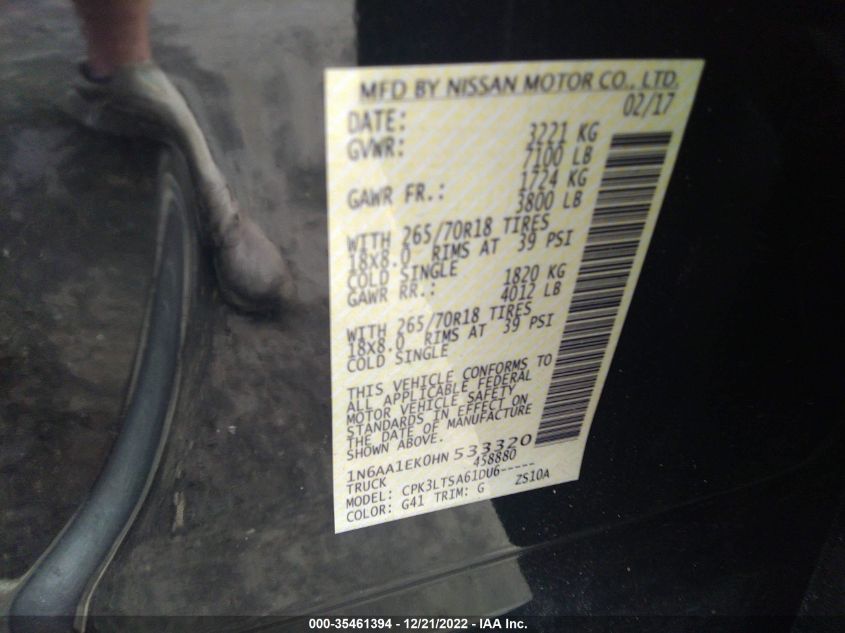 MFD BY NISSAN MOTOR CO., LTD.
DATE: 02/17
GVWR: 3221 KG
7100 LB
GAWR FR.: 1724 KG
3800 LB
WITH 265/70R18 TIRES
18X8.0 RIMS AT 39 PSI
COLD SINGLE
GAWR RR.: 1820 KG
4012 LB
WITH 265/70R18 TIRES
18X8.0 RIMS AT 39 PSI
COLD SINGLE
THIS VEHICLE CONFORMS TO
ALL APPLICABLE FEDERAL
MOTOR VEHICLE SAFETY
STANDARDS IN EFFECT ON
THE DATE OF MANUFACTURE
SHOWN ABOVE.
1N6AA1EK0HN 533320
TRUCK 458880
MODEL: CPK3LTSA61DU6-----
COLOR: G41 TRIM: G ZS10A
000-35461394 - 12/21/2022 - IAA Inc.